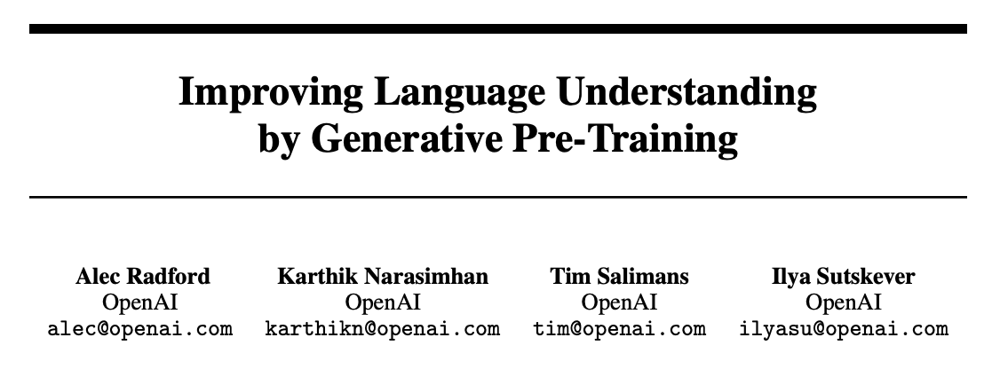 Improving Language Understanding
by Generative Pre-Training
Alec Radford
OpenAI
alec@openai.com
Karthik Narasimhan
OpenAI
karthikn@openai.com
Tim Salimans
OpenAI
tim@openai.com
Ilya Sutskever
OpenAI
ilyasu@openai.com